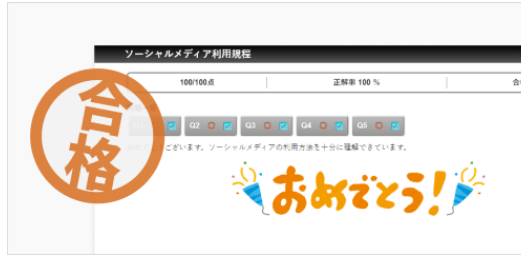 ソーシャルメディア利用規程
100/100点 正解率 100 %
Q2 Q3 Q4 Q5
ございます。ソーシャルメディアの利用方法を十分に理解できています。
合格
おめでとう!